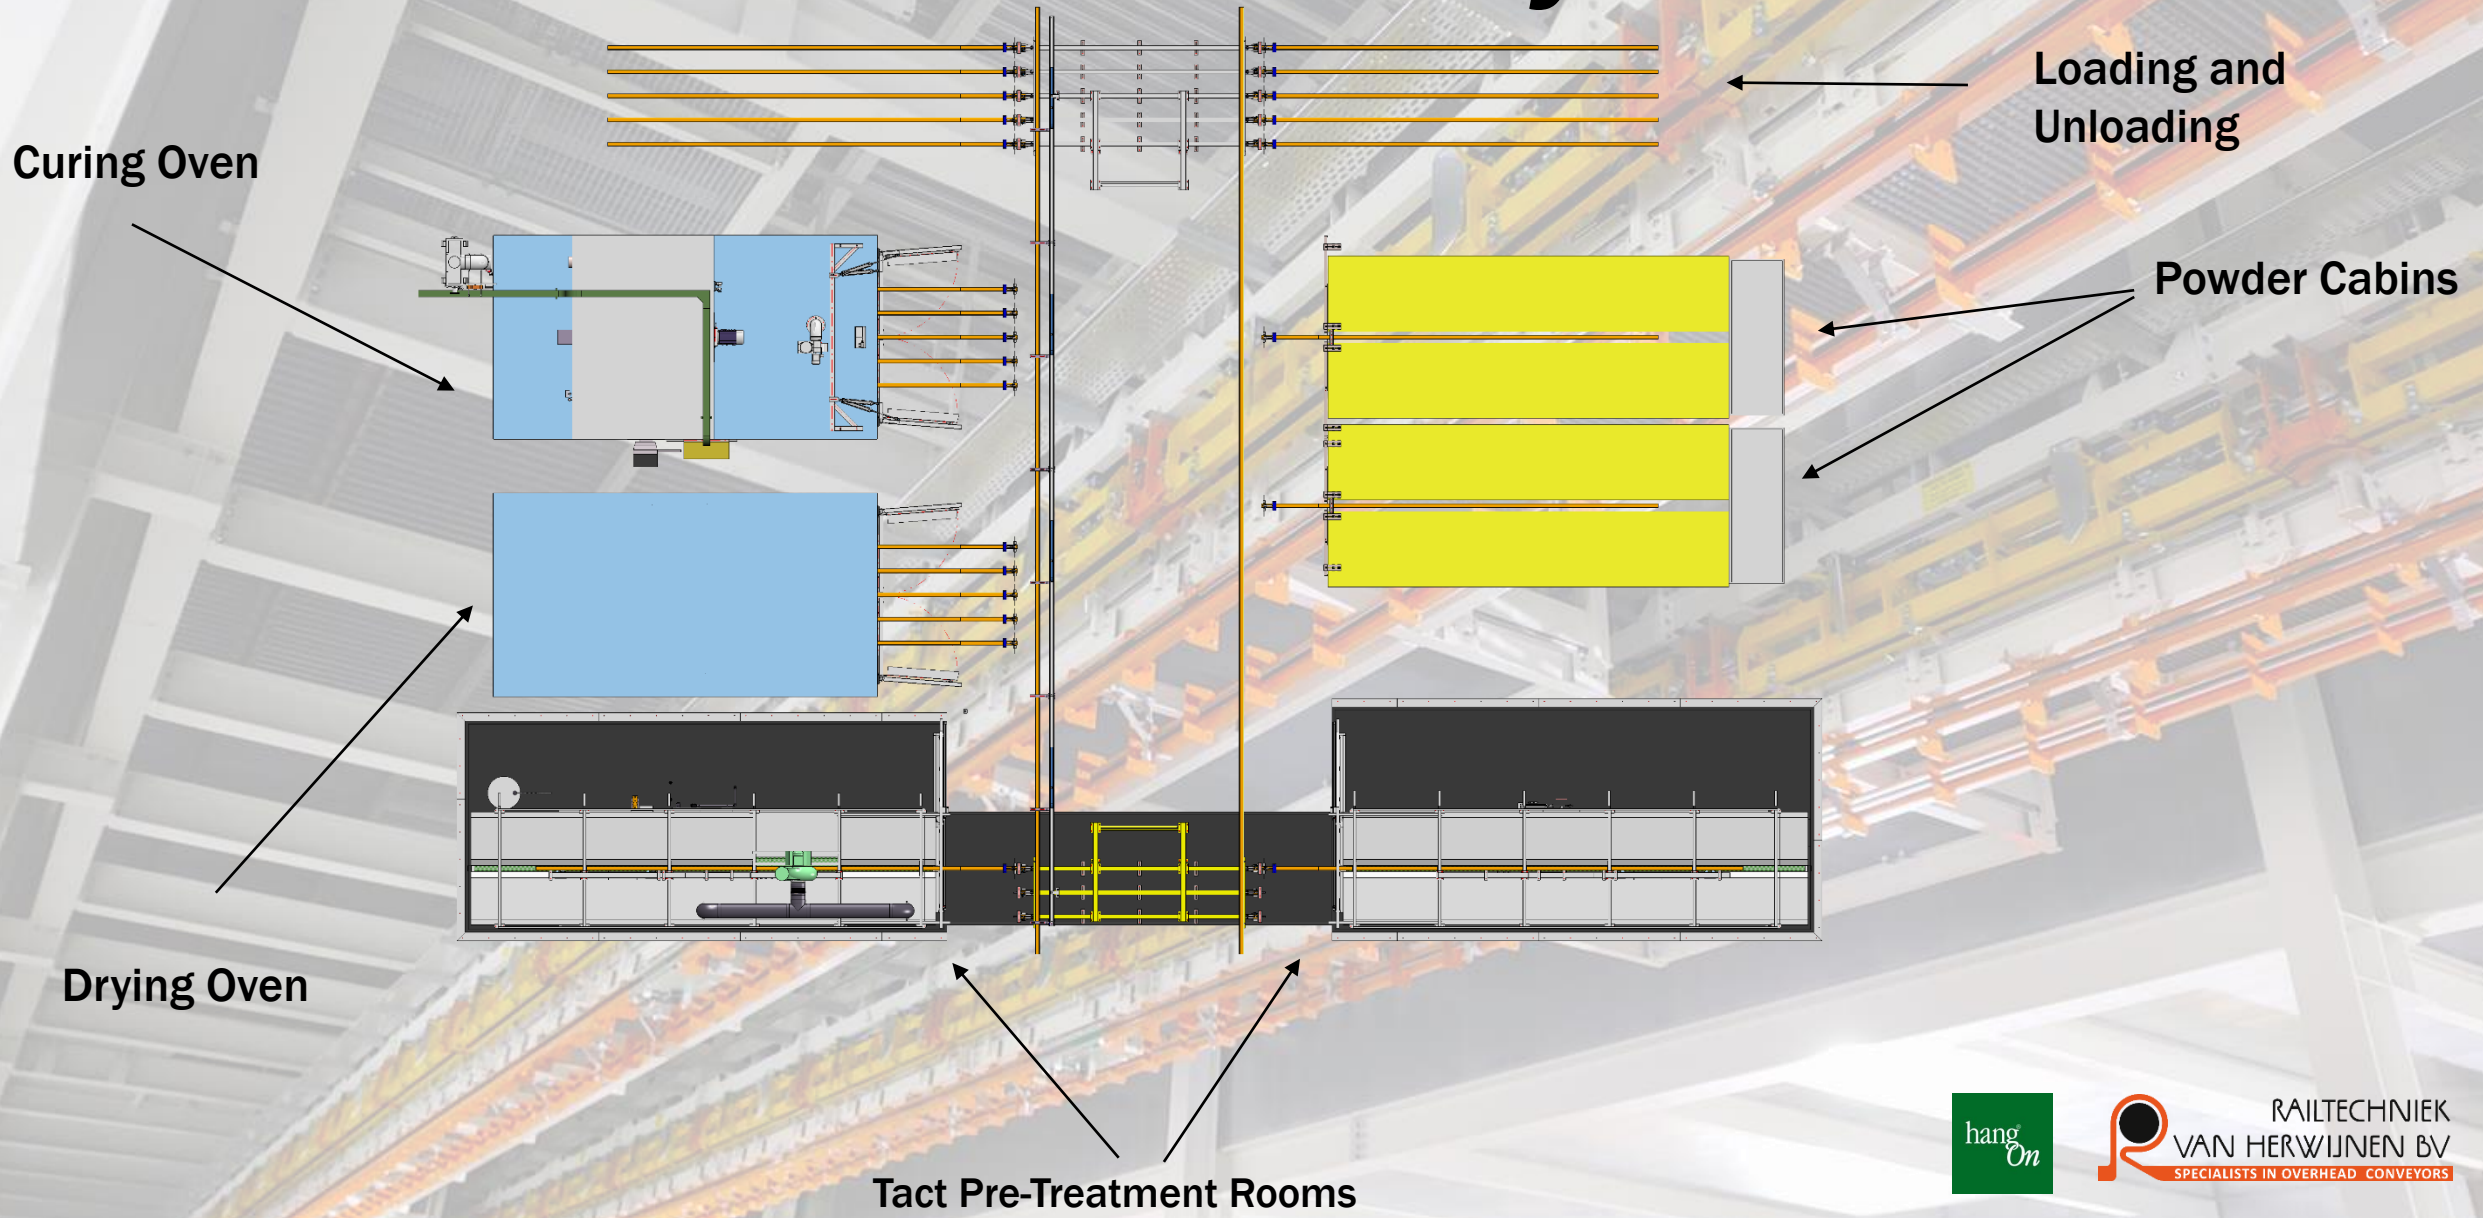 Loading and
Unloading
Curing Oven
Powder Cabins
Drying Oven
Tact Pre-Treatment Rooms
hang
On
RAILTECHNIEK
VAN HERWIJNEN BV
SPECIALISTS IN OVERHEAD CONVEYORS